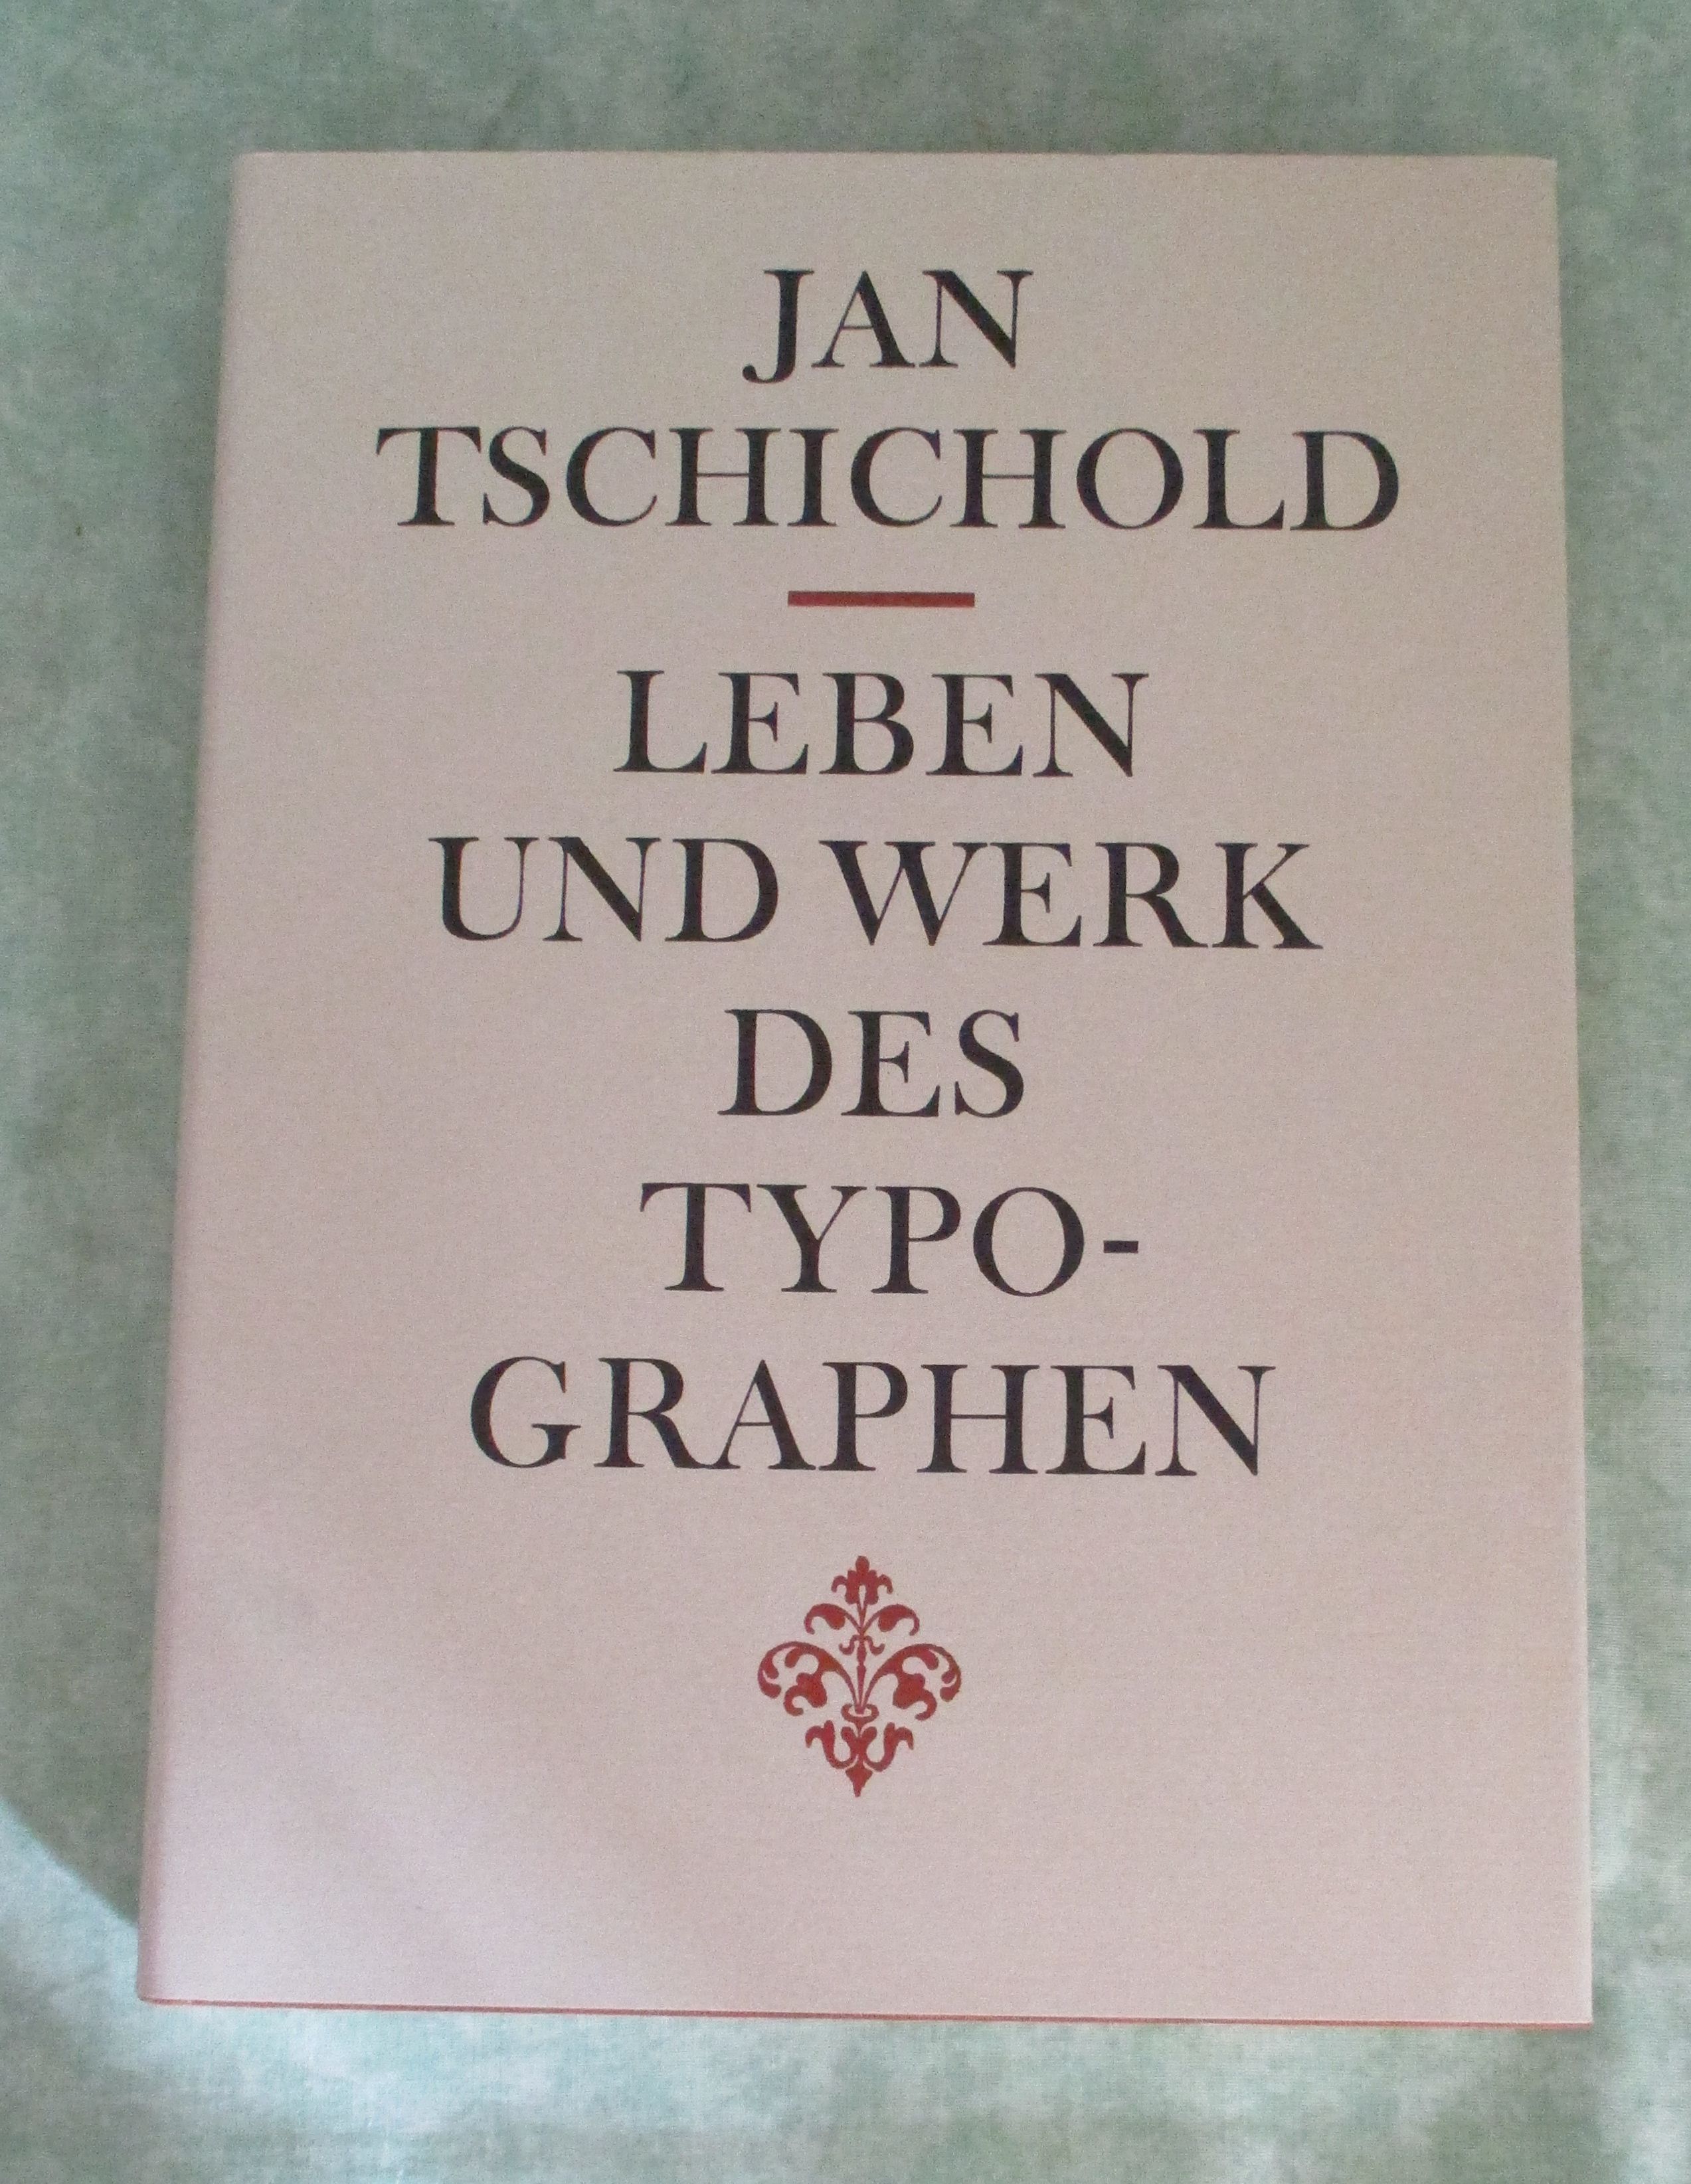 JAN
TSCHICHOLD
LEBEN
UND WERK
DES
TYPO-
GRAPHEN